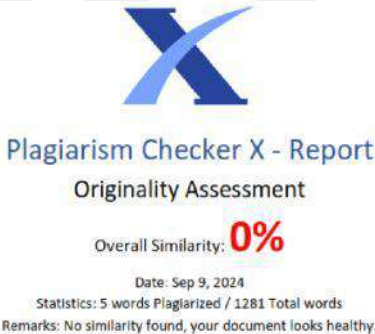 Plagiarism Checker X - Report
Originality Assessment
Overall Similarity: 0%
Date: Sep 9, 2024
Statistics: 5 words Plagiarized / 1281 Total words
Remarks: No similarity found, your document looks healthy.